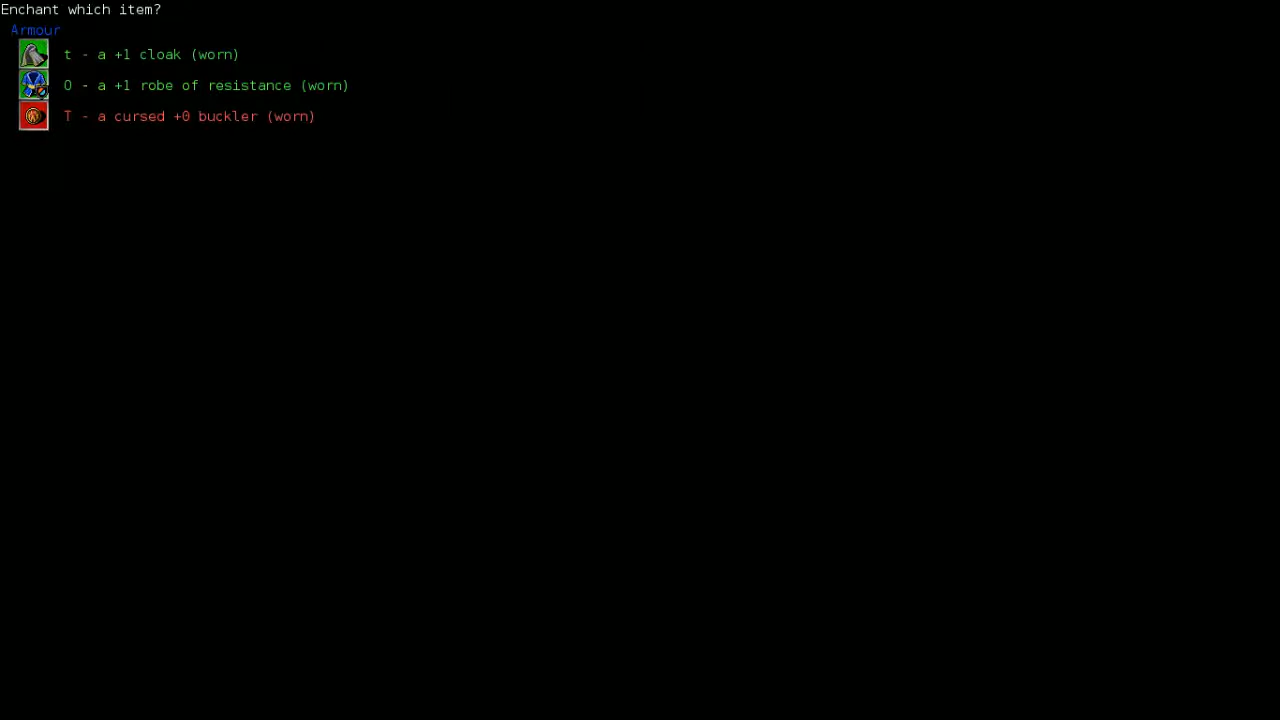 Enchant which item?
Armour
t - a +1 cloak (worn)
O - a +1 robe of resistance (worn)
T - a cursed +0 buckler (worn)